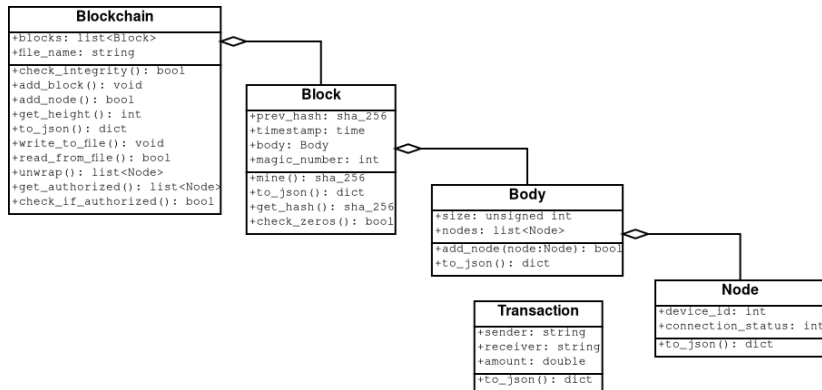 Blockchain
+blocks: list<Block>
+file_name: string
+check_integrity(): bool
+add_block(): void
+add_node(): bool
+get_height(): int
+to_json(): dict
+write_to_file(): void
+read_from_file(): bool
+unwrap(): list<Node>
+get_authorized(): list<Node>
+check_if_authorized(): bool
Block
+prev_hash: sha_256
+timestamp: time
+body: Body
+magic_number: int
+mine(): sha_256
+to_json(): dict
+get_hash(): sha_256
+check_zeros(): bool
Body
+size: unsigned int
+nodes: list<Node>
+add_node(node:Node): bool
+to_json(): dict
Node
+device_id: int
+connection_status: int
+to_json(): dict
Transaction
+sender: string
+receiver: string
+amount: double
+to_json(): dict